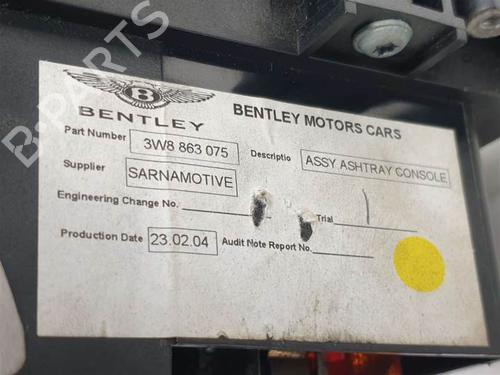 B-PARTS
B
BENTLEY
BENTLEY MOTORS CARS
Part Number 3W8 863 075 Descriptio ASSY ASHTRAY CONSOLE
Supplier SARNAMOTIVE
Engineering Change No. Trial
Production Date 23.02.04 Audit Note Report No.